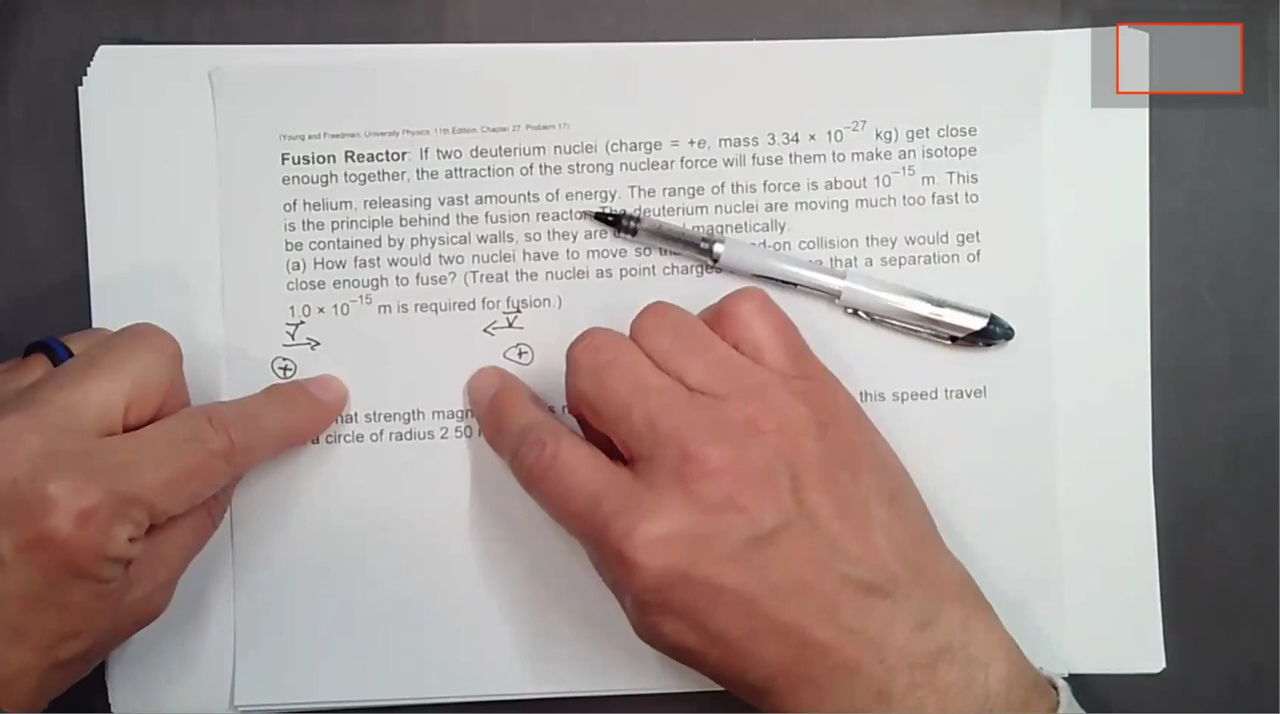 (Young and Freedman, University Physics, 11th Edition, Chapter 27, Problem 17)
Fusion Reactor: If two deuterium nuclei (charge = +e, mass 3.34 × 10⁻²⁷ kg) get close
enough together, the attraction of the strong nuclear force will fuse them to make an isotope
of helium, releasing vast amounts of energy. The range of this force is about 10⁻¹⁵ m. This
is the principle behind the fusion reactor. The deuterium nuclei are moving much too fast to
be contained by physical walls, so they are magnetically
(a) How fast would two nuclei have to move so collision they would get
close enough to fuse? (Treat the nuclei as point charges that a separation of
1.0 × 10⁻¹⁵ m is required for fusion.)
V V
+ +
strength this speed travel
a circle of radius 2.50